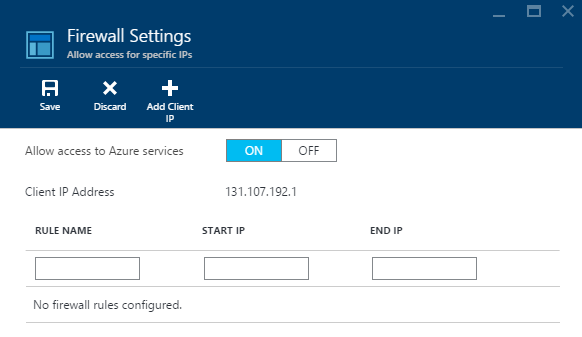 Firewall Settings
Allow access for specific IPs
Save Discard Add Client
IP
Allow access to Azure services ON OFF
Client IP Address 131.107.192.1
RULE NAME START IP END IP
No firewall rules configured.